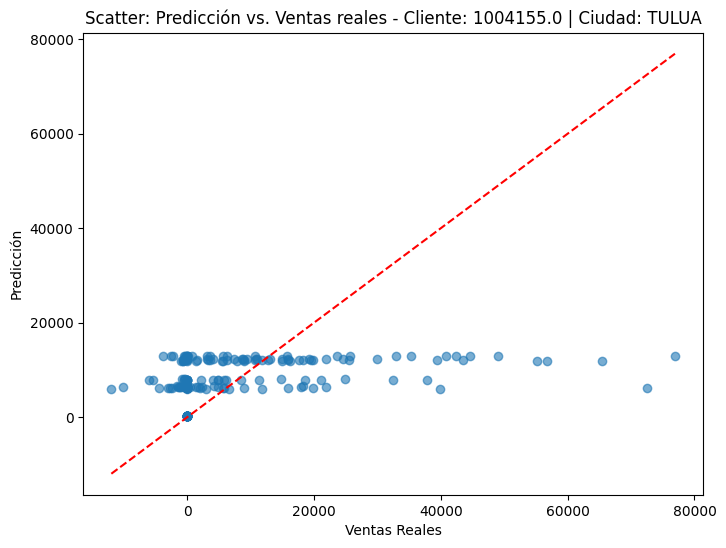 Scatter: Predicción vs. Ventas reales - Cliente: 1004155.0 | Ciudad: TULUA
80000
60000
40000
20000
0
Predicción
0 20000 40000 60000 80000
Ventas Reales